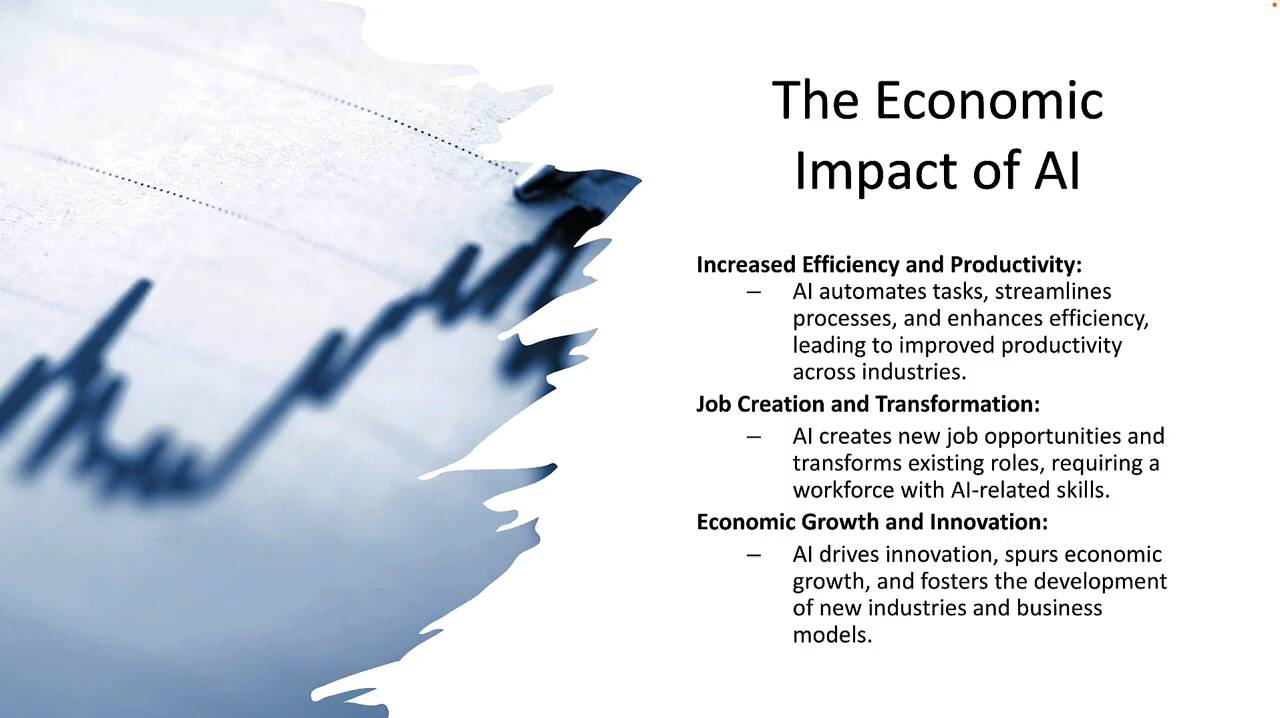 The Economic
Impact of AI
Increased Efficiency and Productivity:
– AI automates tasks, streamlines
processes, and enhances efficiency,
leading to improved productivity
across industries.
Job Creation and Transformation:
– AI creates new job opportunities and
transforms existing roles, requiring a
workforce with AI-related skills.
Economic Growth and Innovation:
– AI drives innovation, spurs economic
growth, and fosters the development
of new industries and business
models.